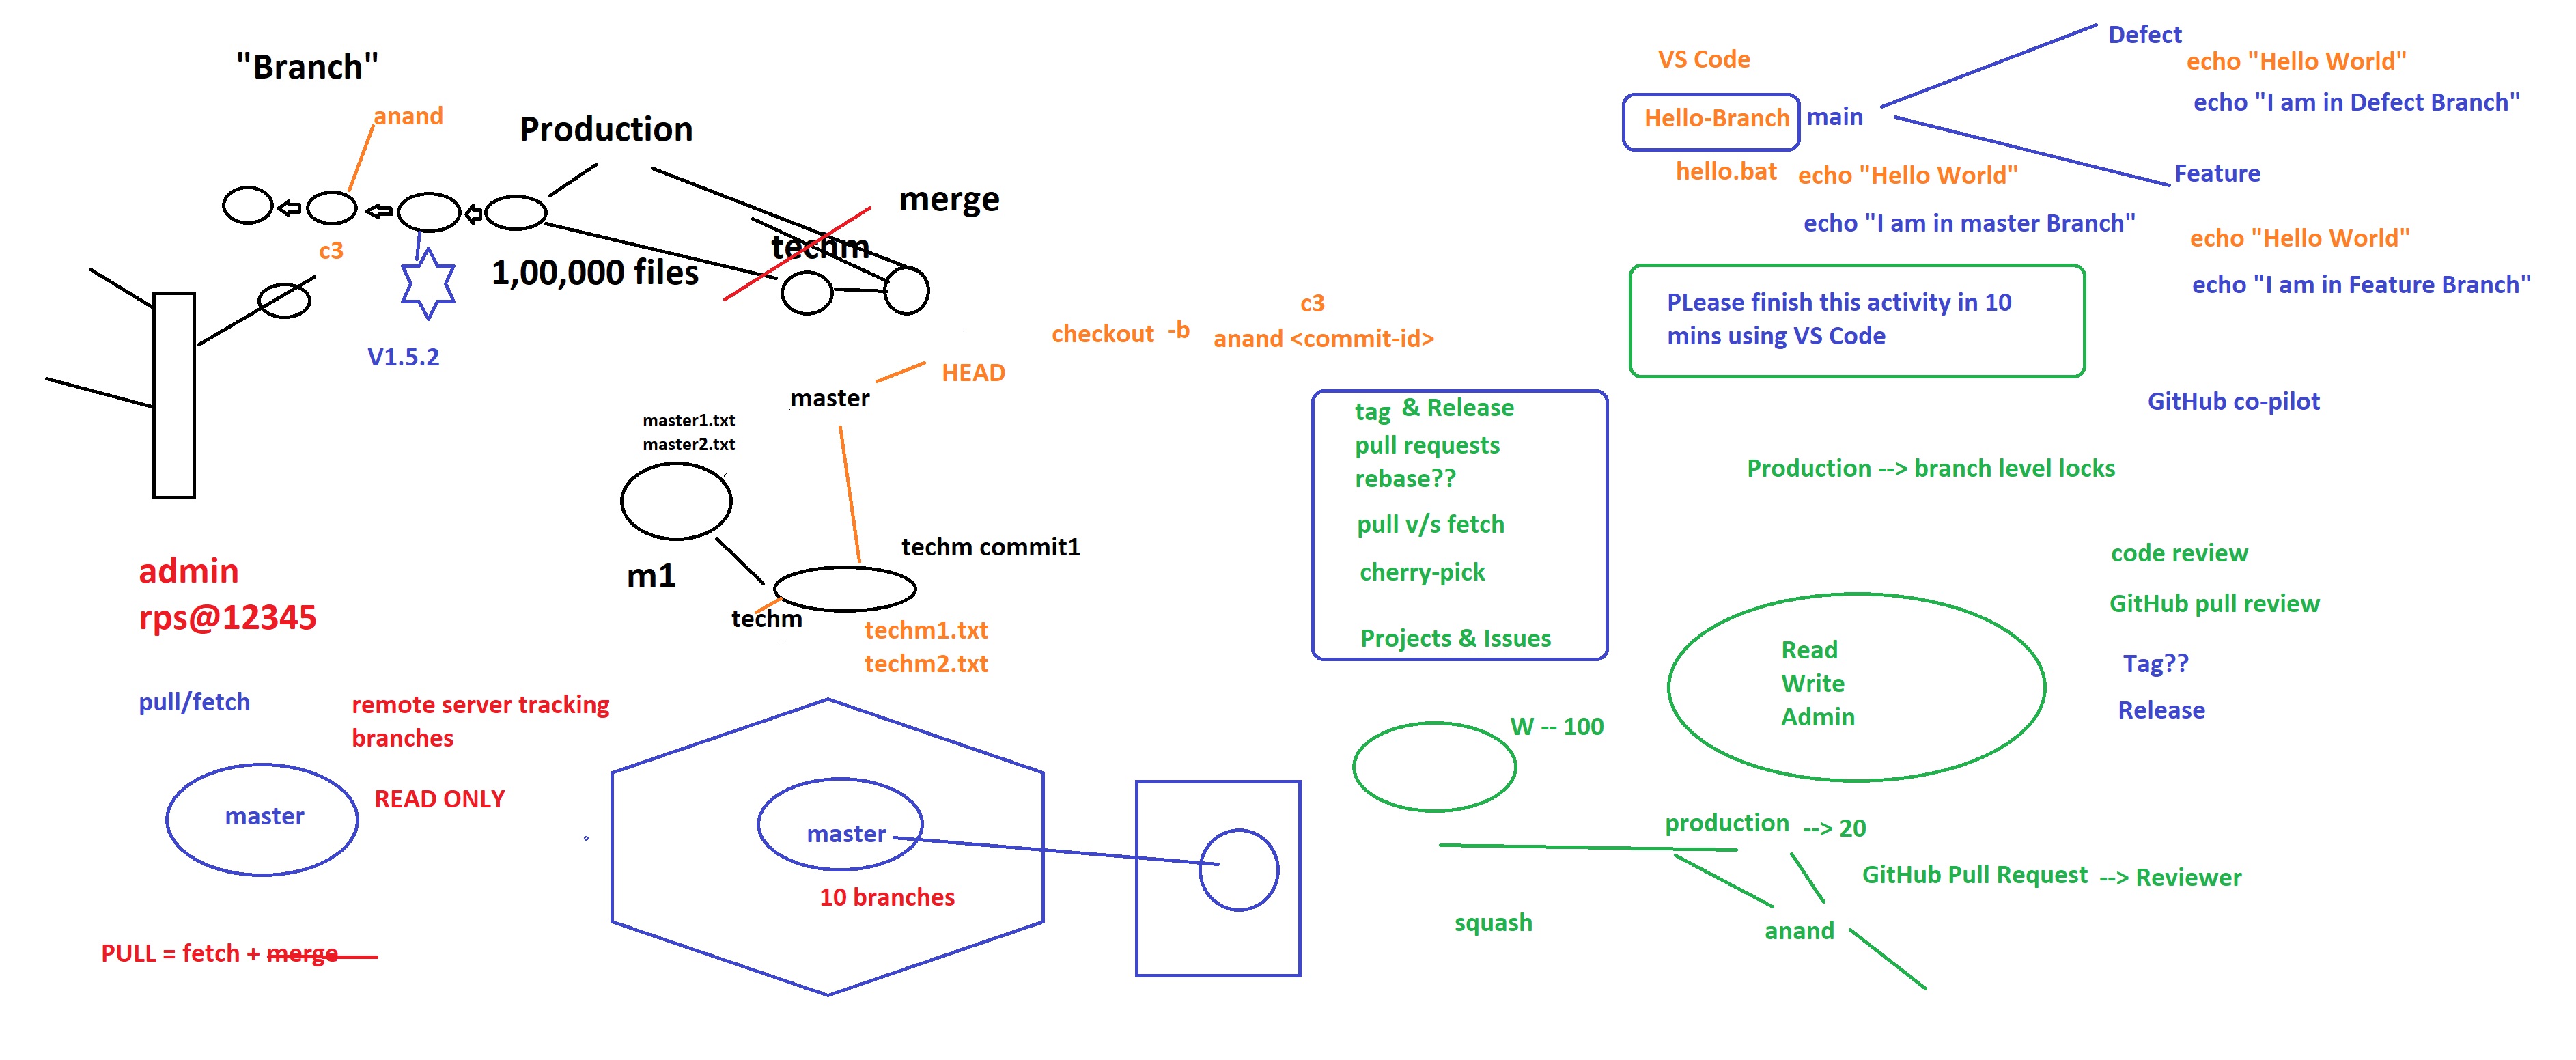 "Branch"
anand
Production
merge
techm
c3
1,00,000 files
V1.5.2
checkout -b anand <commit-id>
c3
HEAD
master
master1.txt
master2.txt
m1
techm commit1
techm
techm1.txt
techm2.txt
admin
rps@12345
pull/fetch
remote server tracking
branches
master
READ ONLY
PULL = fetch + merge
master
10 branches
VS Code
Hello-Branch
main
Defect
echo "Hello World"
echo "I am in Defect Branch"
hello.bat
echo "Hello World"
echo "I am in master Branch"
Feature
echo "Hello World"
echo "I am in Feature Branch"
PLease finish this activity in 10
mins using VS Code
GitHub co-pilot
tag & Release
pull requests
rebase??
pull v/s fetch
cherry-pick
Projects & Issues
Production --> branch level locks
code review
GitHub pull review
Tag??
Release
Read
Write
Admin
W -- 100
production --> 20
GitHub Pull Request --> Reviewer
squash
anand